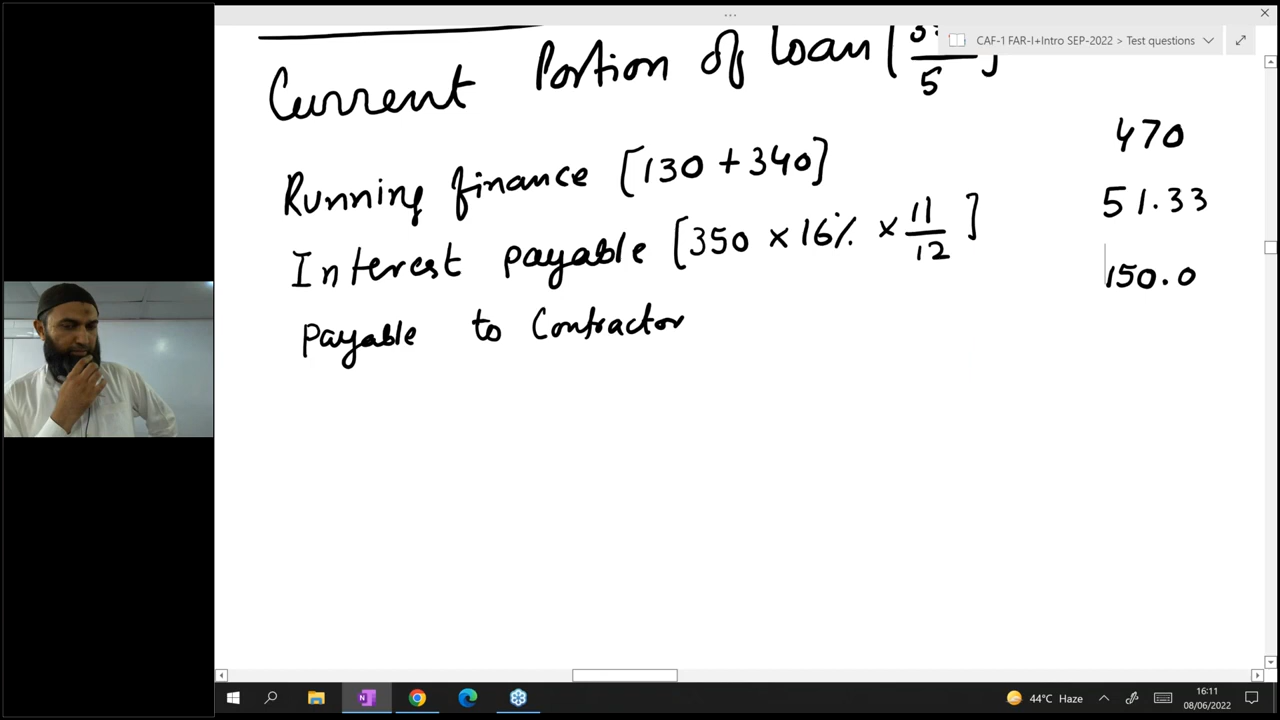 CAF-1 FAR-I+Intro SEP-2022 > Test questions
Current Portion of Loan [
5
]
Running finance [130 + 340] 470
Interest payable [350 × 16% × 11/12] 51.33
Payable to Contractor 150.0
44°C Haze
16:11
08/06/2022